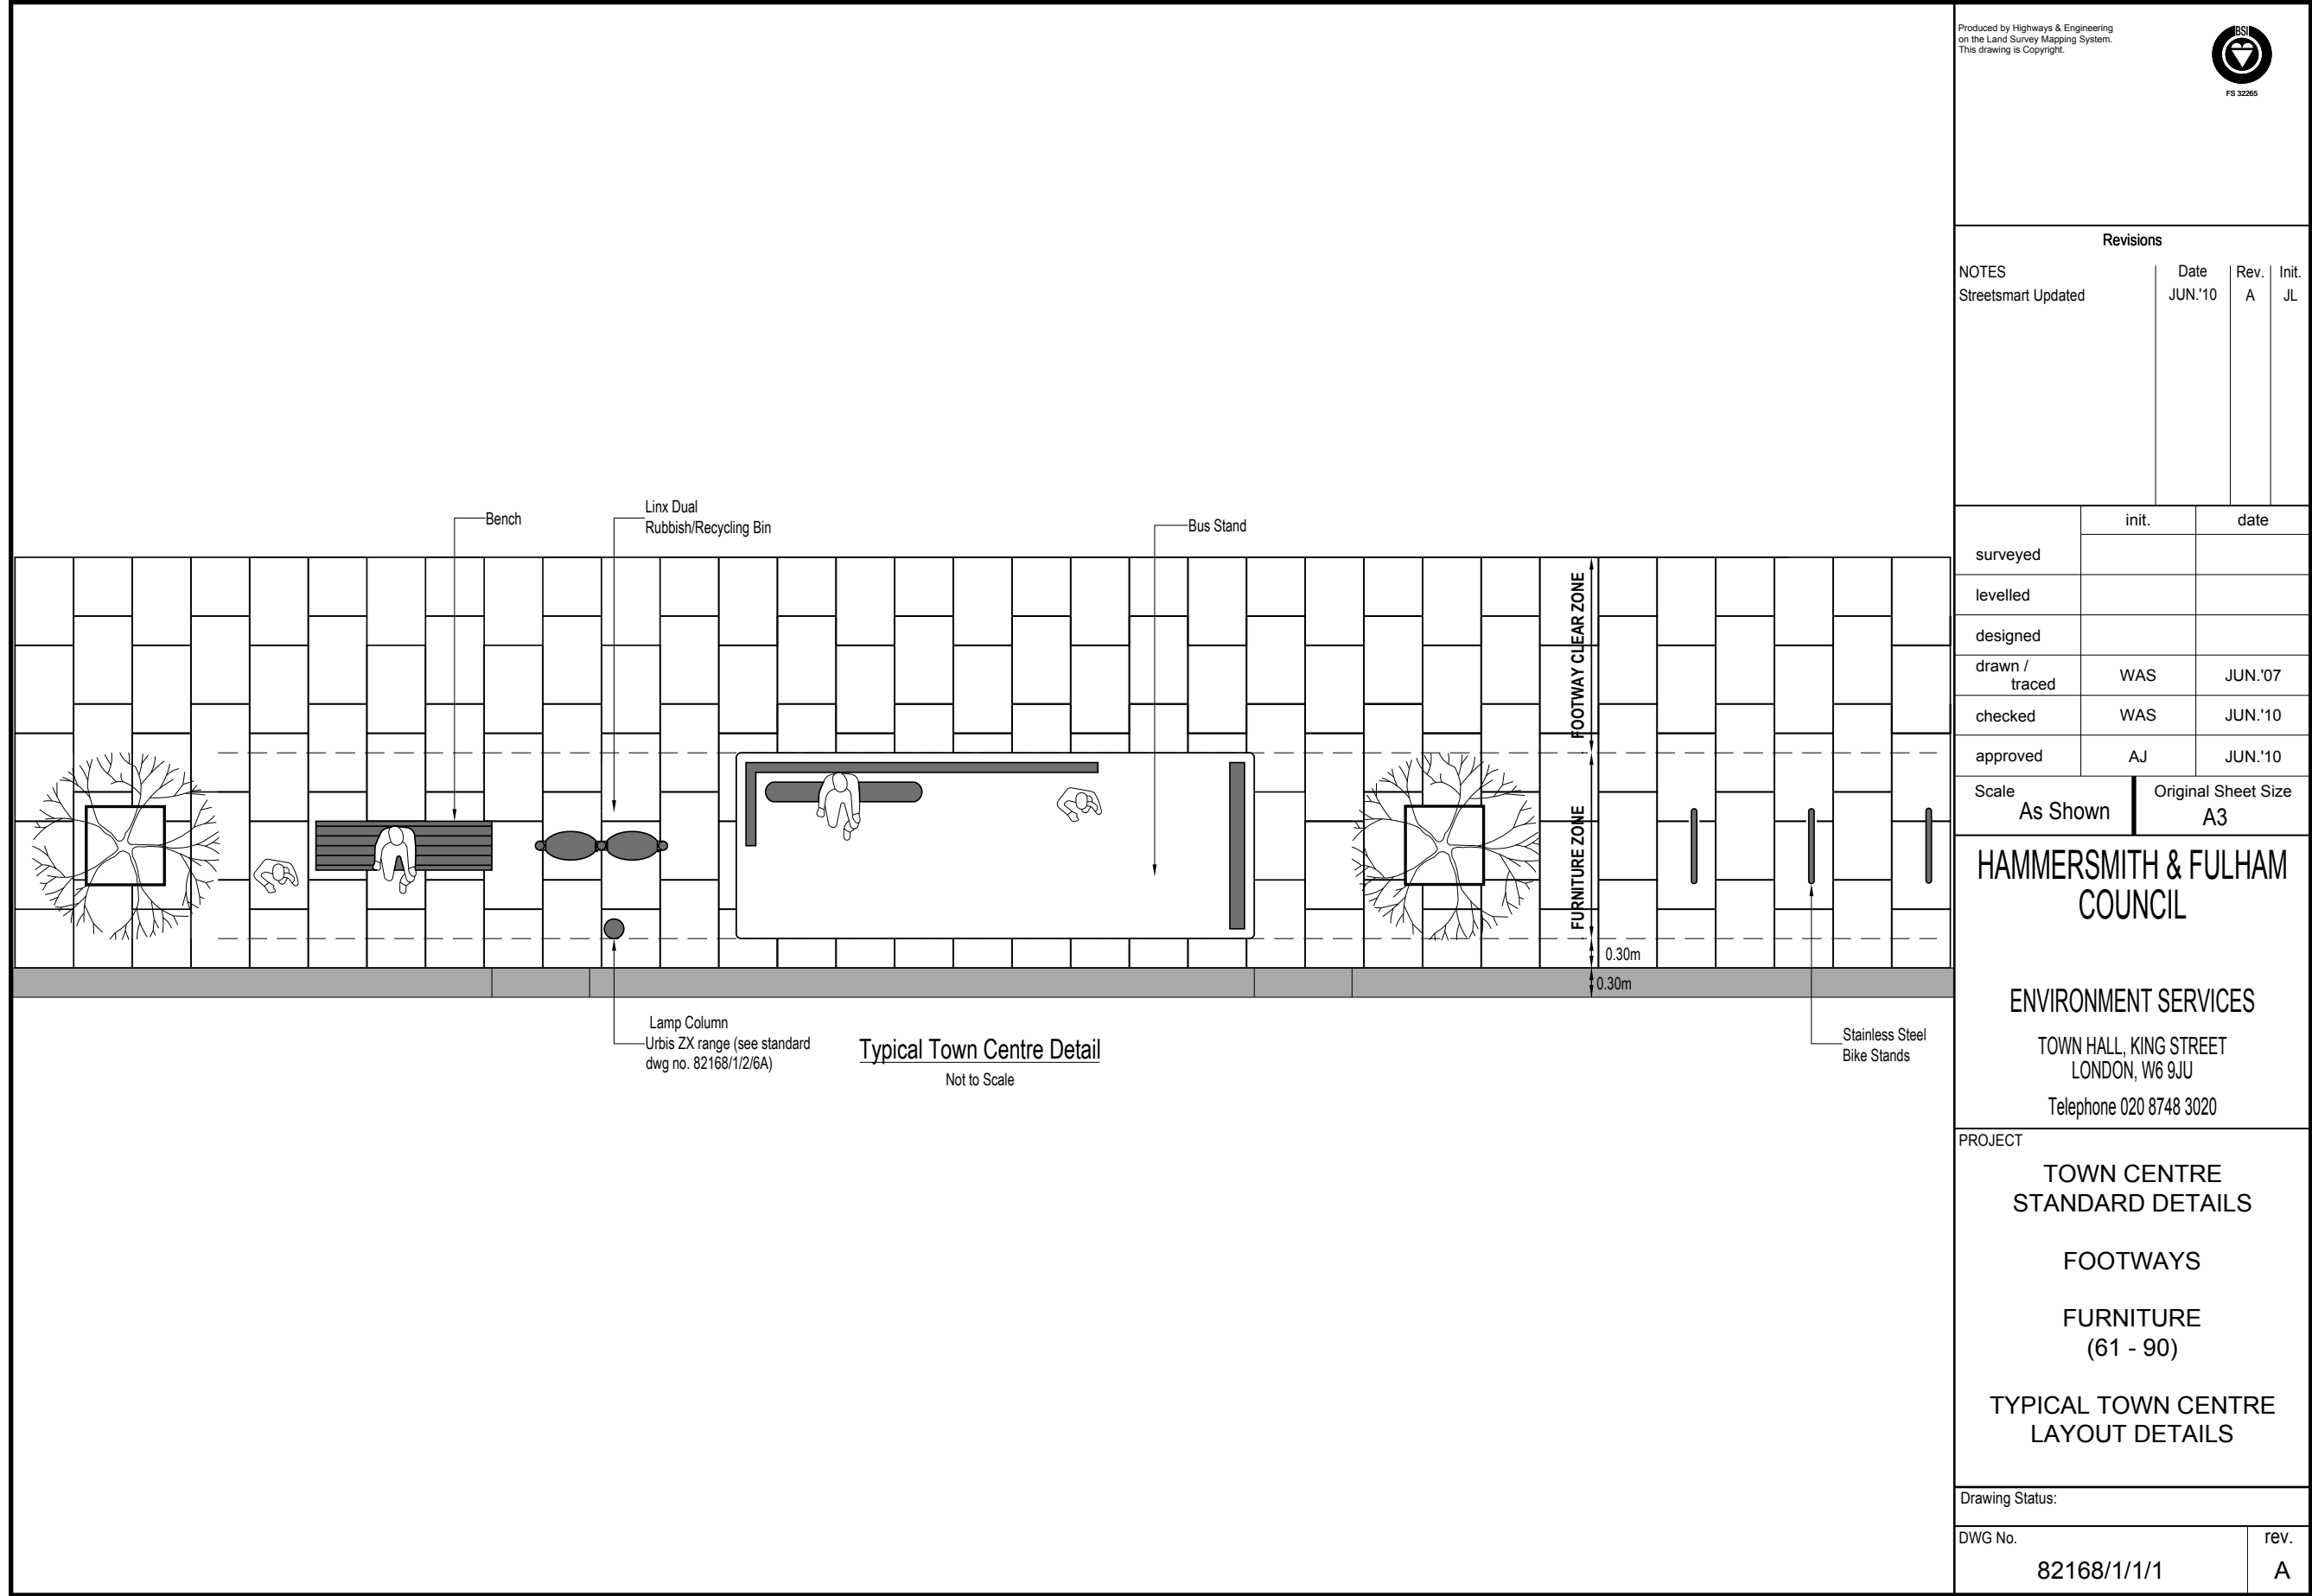 Produced by Highways & Engineering
on the Land Survey Mapping System.
This drawing is Copyright.
BSI
FS 32265
Revisions
NOTES Date Rev. Init.
Streetsmart Updated JUN.'10 A JL
init. date
surveyed
levelled
designed
drawn / traced WAS JUN.'07
checked WAS JUN.'10
approved AJ JUN.'10
Scale Original Sheet Size
As Shown A3
HAMMERSMITH & FULHAM
COUNCIL
ENVIRONMENT SERVICES
TOWN HALL, KING STREET
LONDON, W6 9JU
Telephone 020 8748 3020
PROJECT
TOWN CENTRE
STANDARD DETAILS
FOOTWAYS
FURNITURE
(61 - 90)
TYPICAL TOWN CENTRE
LAYOUT DETAILS
Drawing Status:
DWG No. rev.
82168/1/1/1 A
Bench
Linx Dual
Rubbish/Recycling Bin
Bus Stand
FOOTWAY CLEAR ZONE
FURNITURE ZONE
0.30m
0.30m
Lamp Column
Urbis ZX range (see standard
dwg no. 82168/1/2/6A)
Typical Town Centre Detail
Not to Scale
Stainless Steel
Bike Stands